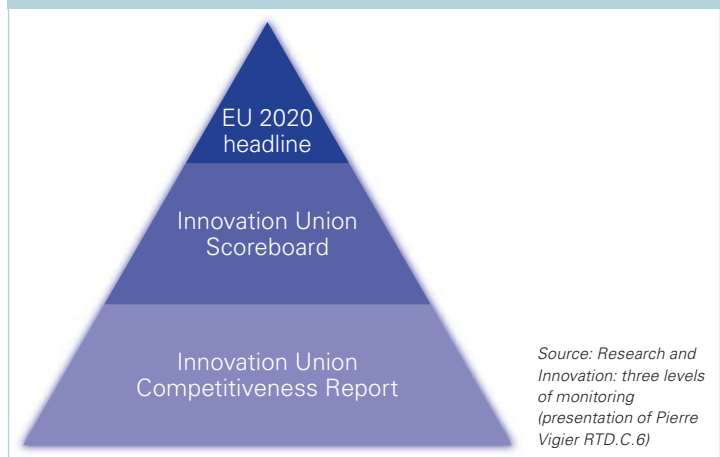 EU 2020
headline
Innovation Union
Scoreboard
Innovation Union
Competitiveness Report
Source: Research and
Innovation: three levels
of monitoring
(presentation of Pierre
Vigier RTD.C.6)